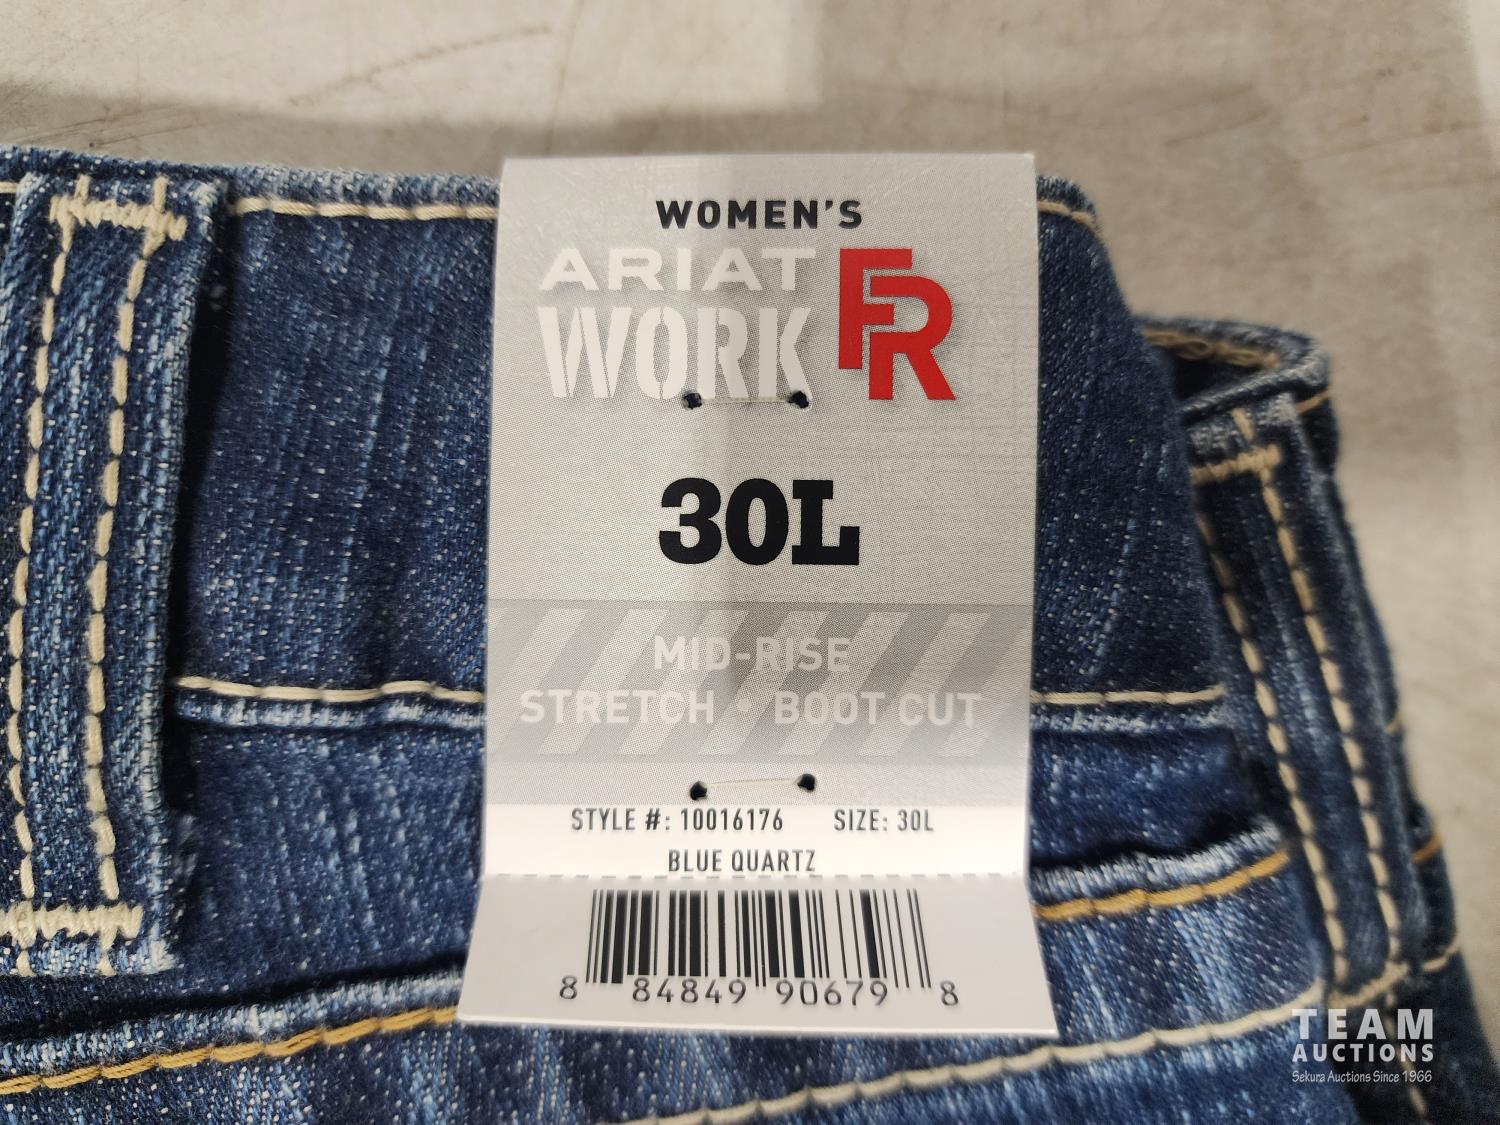 WOMEN'S
ARIAT
WORK FR
30L
MID-RISE
STRETCH • BOOT CUT
STYLE #: 10016176 SIZE: 30L
BLUE QUARTZ
8 84849 90679 8
TEAM
AUCTIONS
Sekura Auctions Since 1966